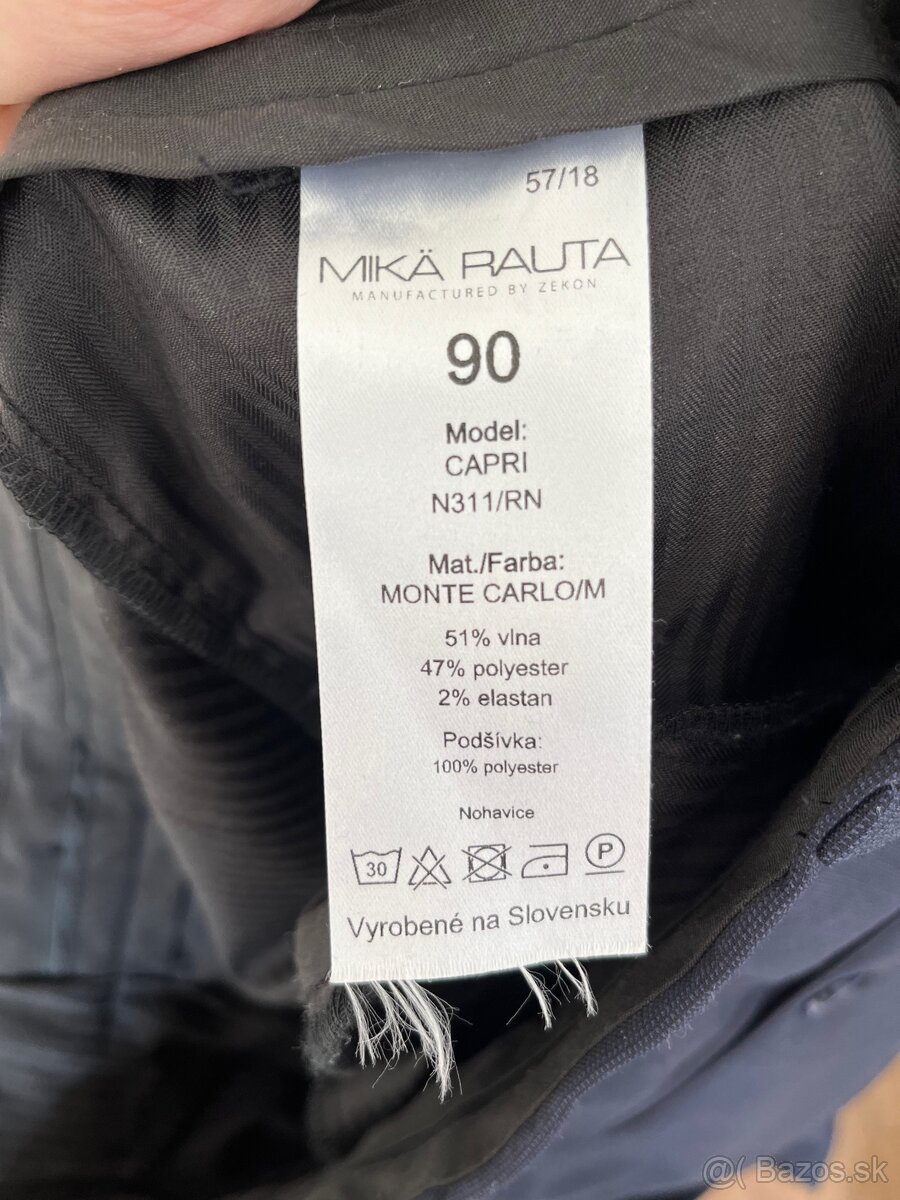 57/18
MIKÄ RAUTA
MANUFACTURED BY ZEKON
90
Model:
CAPRI
N311/RN
Mat./Farba:
MONTE CARLO/M
51% vlna
47% polyester
2% elastan
Podšívka:
100% polyester
Nohavice
30 P
Vyrobené na Slovensku
@( Bazos.sk